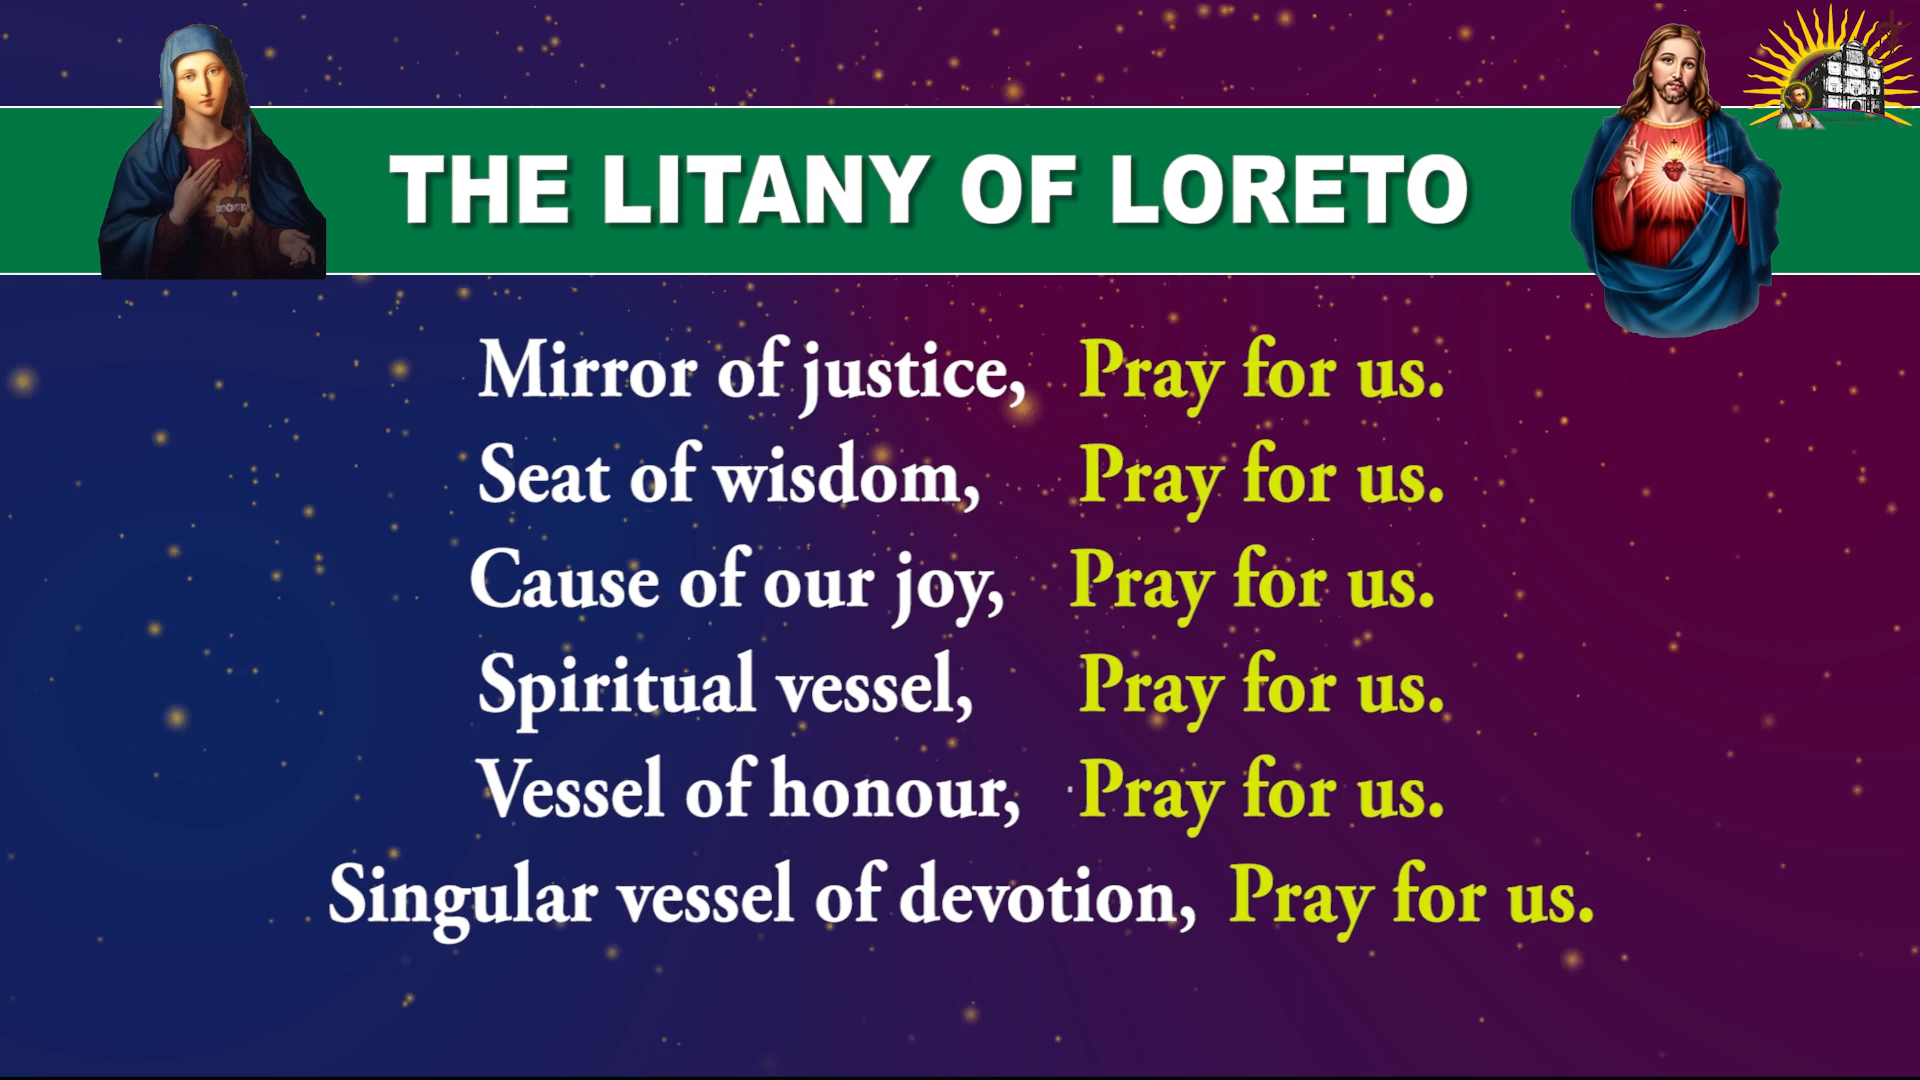 THE LITANY OF LORETO
Mirror of justice, Pray for us.
Seat of wisdom, Pray for us.
Cause of our joy, Pray for us.
Spiritual vessel, Pray for us.
Vessel of honour, Pray for us.
Singular vessel of devotion, Pray for us.